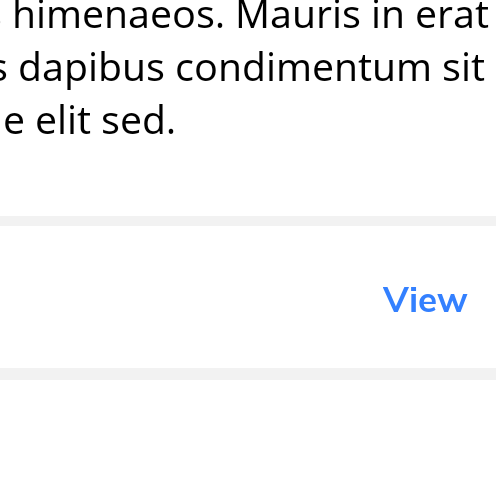 himenaeos. Mauris in erat
dapibus condimentum sit
elit sed.
View